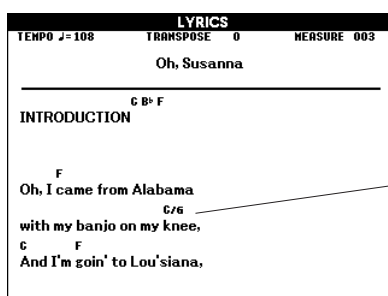 LYRICS
TEMPO ♩=108 TRANSPOSE 0 MEASURE 003
Oh, Susanna
C B♭ F
INTRODUCTION
F
Oh, I came from Alabama
C/G
with my banjo on my knee,
C F
And I'm goin' to Lou'siana,